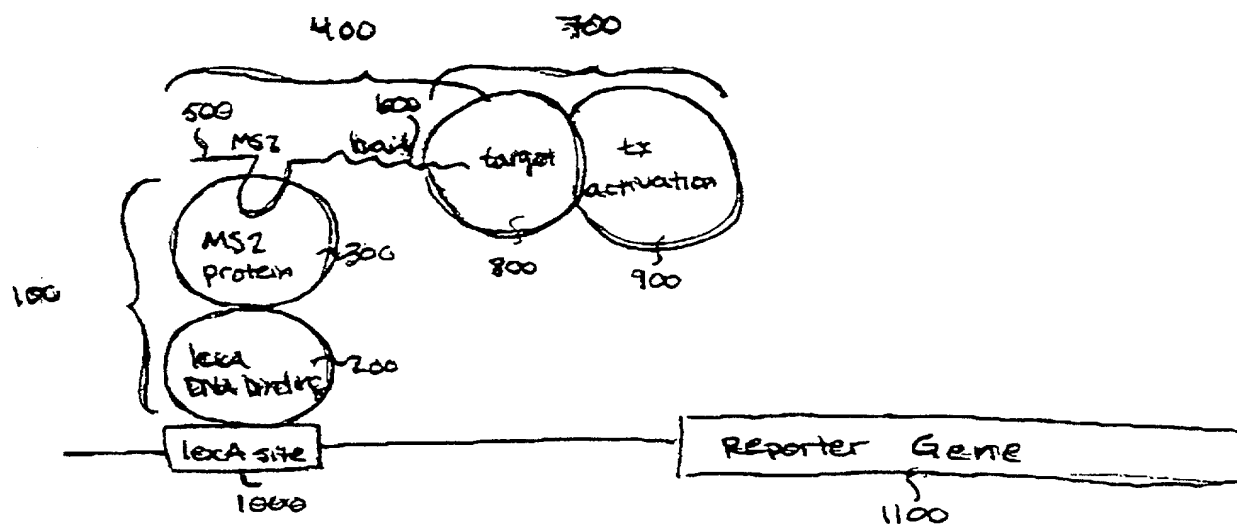 400 700
500 MS2 600
bait target tx
activation
MS2
protein 300 800 900
100
lexA
DNA binding 200
lexA site Reporter Gene
1000 1100